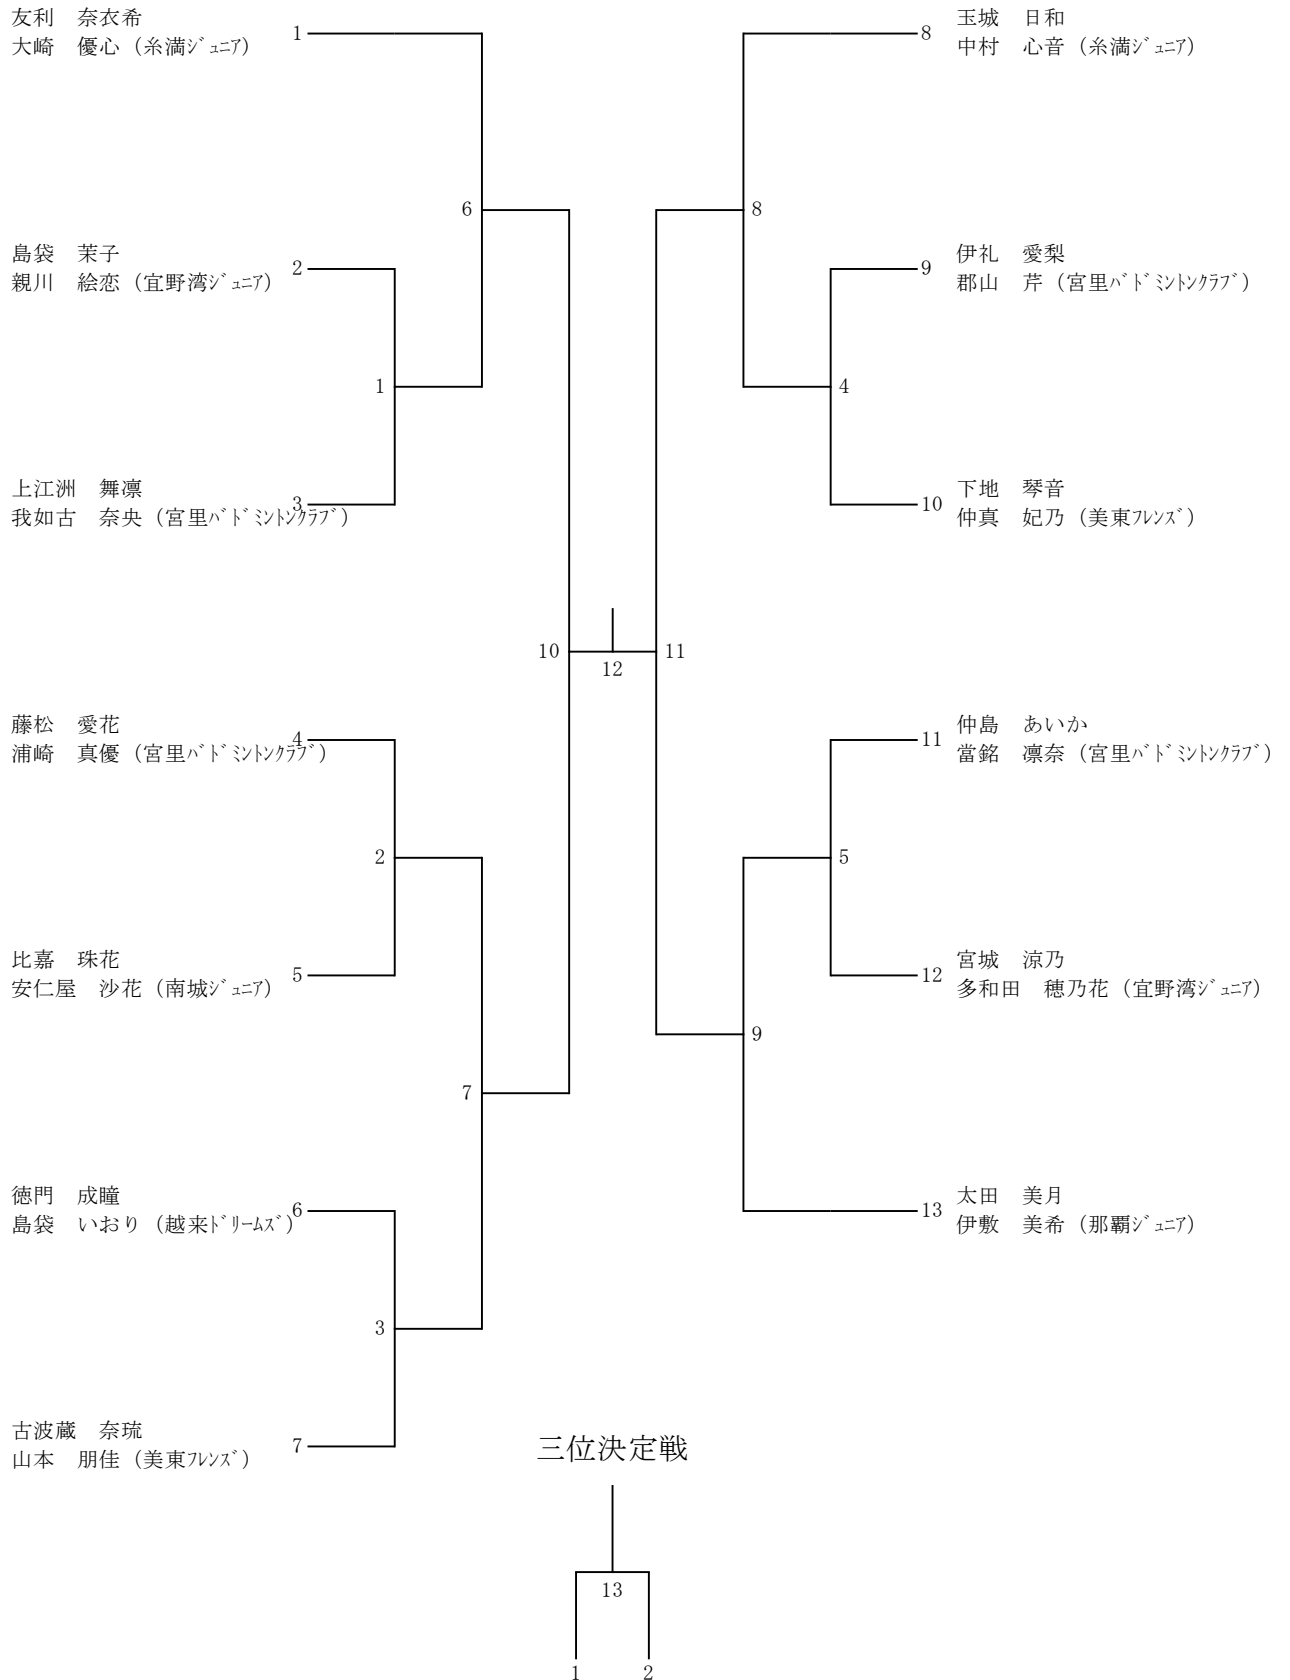 友利　奈衣希
1
大崎　優心（糸満ｼﾞｭﾆｱ）
島袋　茉子
2
親川　絵恋（宜野湾ｼﾞｭﾆｱ）
上江洲　舞凛
3
我如古　奈央（宮里ﾊﾞﾄﾞﾐﾝﾄﾝｸﾗﾌﾞ）
藤松　愛花
4
浦崎　真優（宮里ﾊﾞﾄﾞﾐﾝﾄﾝｸﾗﾌﾞ）
比嘉　珠花
5
安仁屋　沙花（南城ｼﾞｭﾆｱ）
徳門　成瞳
6
島袋　いおり（越来ﾄﾞﾘｰﾑｽﾞ）
古波蔵　奈琉
7
山本　朋佳（美東ﾌﾚﾝｽﾞ）
1
2
3
6
7
10
12
11
8
9
4
5
8
玉城　日和
中村　心音（糸満ｼﾞｭﾆｱ）
9
伊礼　愛梨
郡山　芹（宮里ﾊﾞﾄﾞﾐﾝﾄﾝｸﾗﾌﾞ）
10
下地　琴音
仲真　妃乃（美東ﾌﾚﾝｽﾞ）
11
仲島　あいか
當銘　凛奈（宮里ﾊﾞﾄﾞﾐﾝﾄﾝｸﾗﾌﾞ）
12
宮城　涼乃
多和田　穂乃花（宜野湾ｼﾞｭﾆｱ）
13
太田　美月
伊敷　美希（那覇ｼﾞｭﾆｱ）
三位決定戦
13
1
2